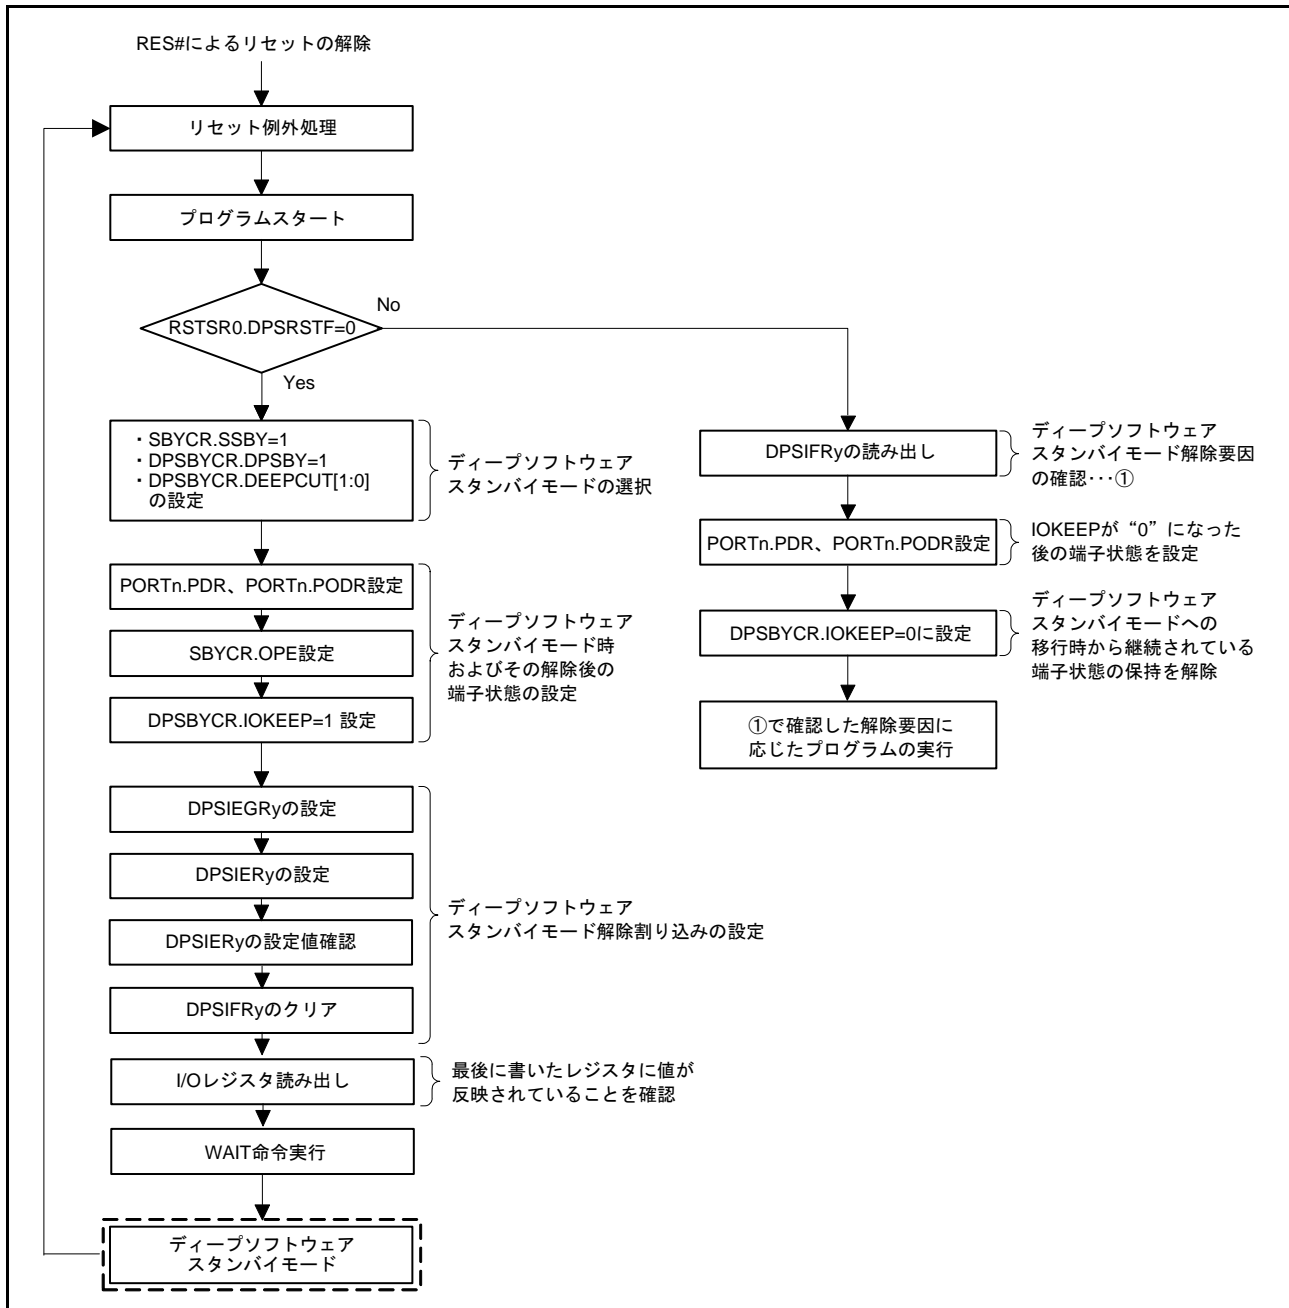 RES#によるリセットの解除
リセット例外処理
プログラムスタート
RSTSR0.DPSRSTF=0
No
Yes
・SBYCR.SSBY=1
・DPSBYCR.DPSBY=1
・DPSBYCR.DEEPCUT[1:0]
の設定
ディープソフトウェア
スタンバイモードの選択
PORTn.PDR、PORTn.PODR設定
SBYCR.OPE設定
DPSBYCR.IOKEEP=1 設定
ディープソフトウェア
スタンバイモード時
およびその解除後の
端子状態の設定
DPSIEGRyの設定
DPSIERyの設定
DPSIERyの設定値確認
DPSIFRyのクリア
ディープソフトウェア
スタンバイモード解除割り込みの設定
I/Oレジスタ読み出し
最後に書いたレジスタに値が
反映されていることを確認
WAIT命令実行
ディープソフトウェア
スタンバイモード
DPSIFRyの読み出し
ディープソフトウェア
スタンバイモード解除要因
の確認･･･①
PORTn.PDR、PORTn.PODR設定
IOKEEPが“0”になった
後の端子状態を設定
DPSBYCR.IOKEEP=0に設定
ディープソフトウェア
スタンバイモードへの
移行時から継続されている
端子状態の保持を解除
①で確認した解除要因に
応じたプログラムの実行